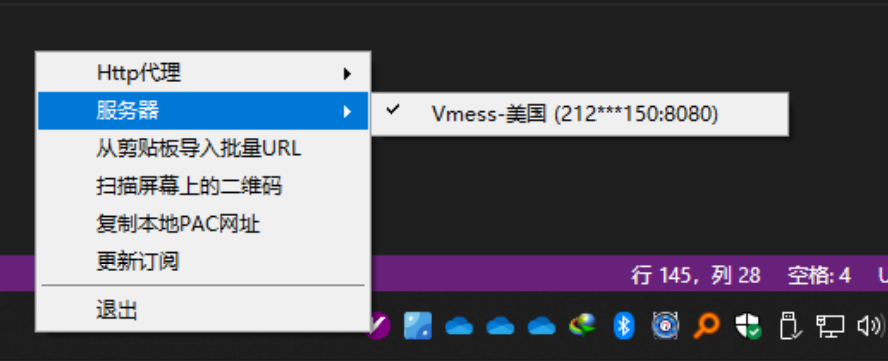 Http代理
服务器
Vmess-美国 (212***150:8080)
从剪贴板导入批量URL
扫描屏幕上的二维码
复制本地PAC网址
更新订阅
退出
行 145，列 28
空格: 4
U